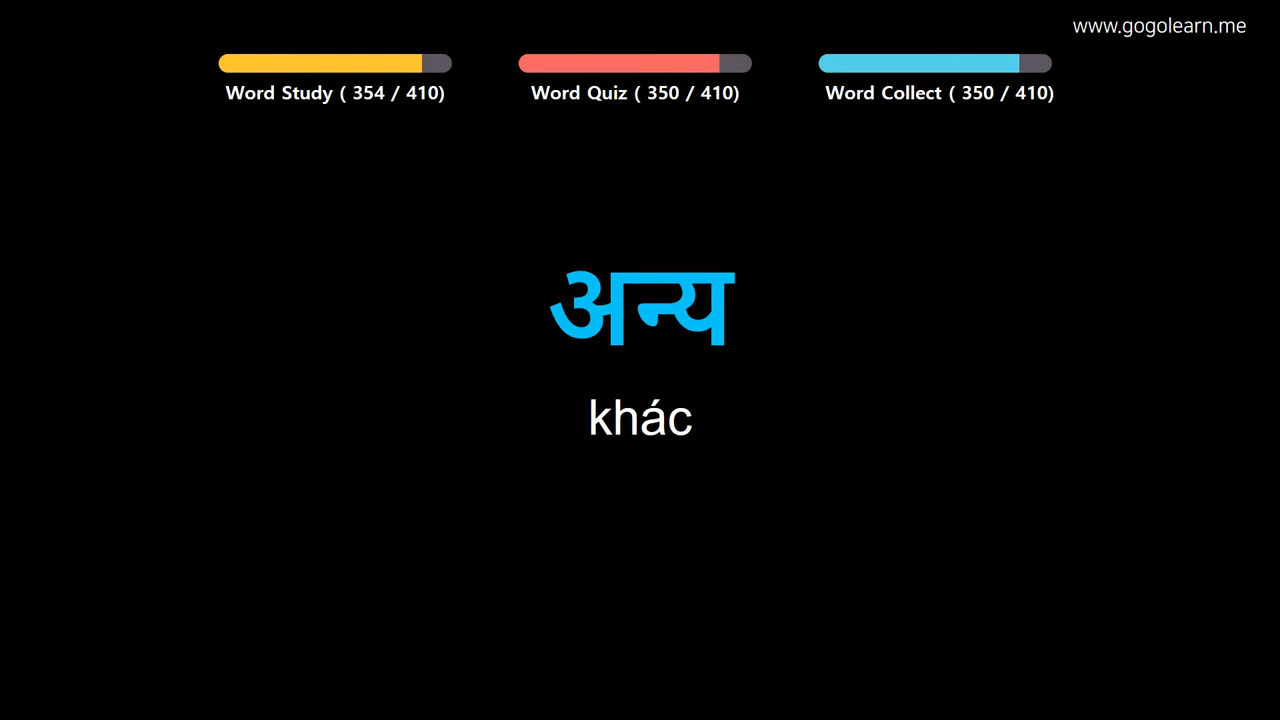 www.gogolearn.me
Word Study ( 354 / 410)
Word Quiz ( 350 / 410)
Word Collect ( 350 / 410)
अन्य
khác